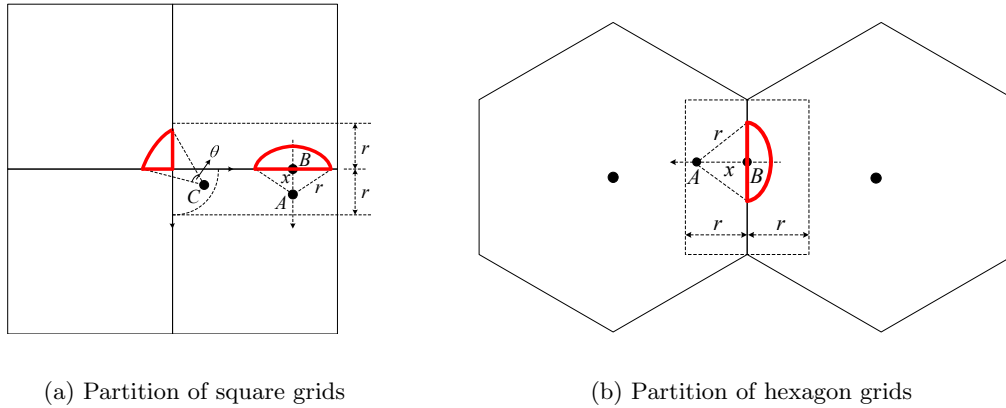 θ
B
r
x
r
C
A
r
r
A
x
B
r
r
(a) Partition of square grids
(b) Partition of hexagon grids